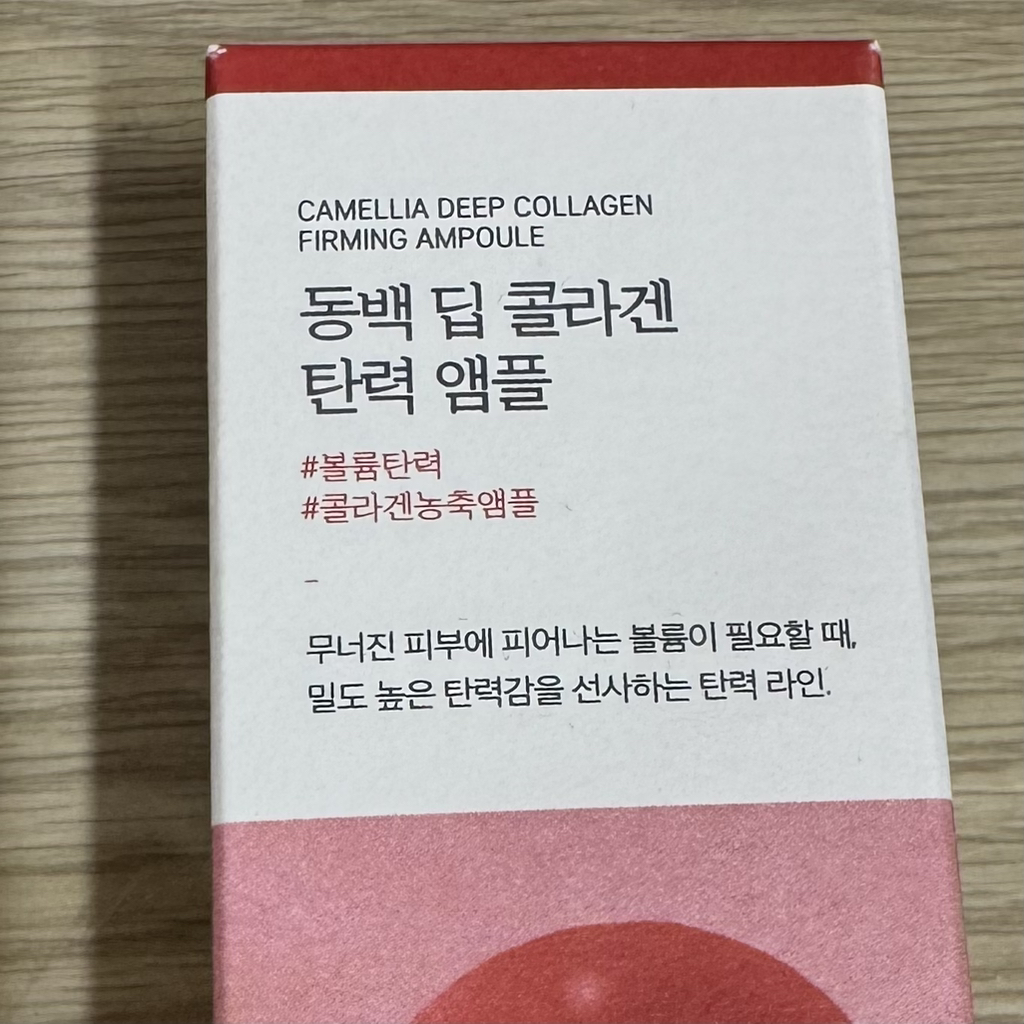 CAMELLIA DEEP COLLAGEN
FIRMING AMPOULE
동백 딥 콜라겐
탄력 앰플
#볼륨탄력
#콜라겐농축앰플
무너진 피부에 피어나는 볼륨이 필요할 때,
밀도 높은 탄력감을 선사하는 탄력 라인.